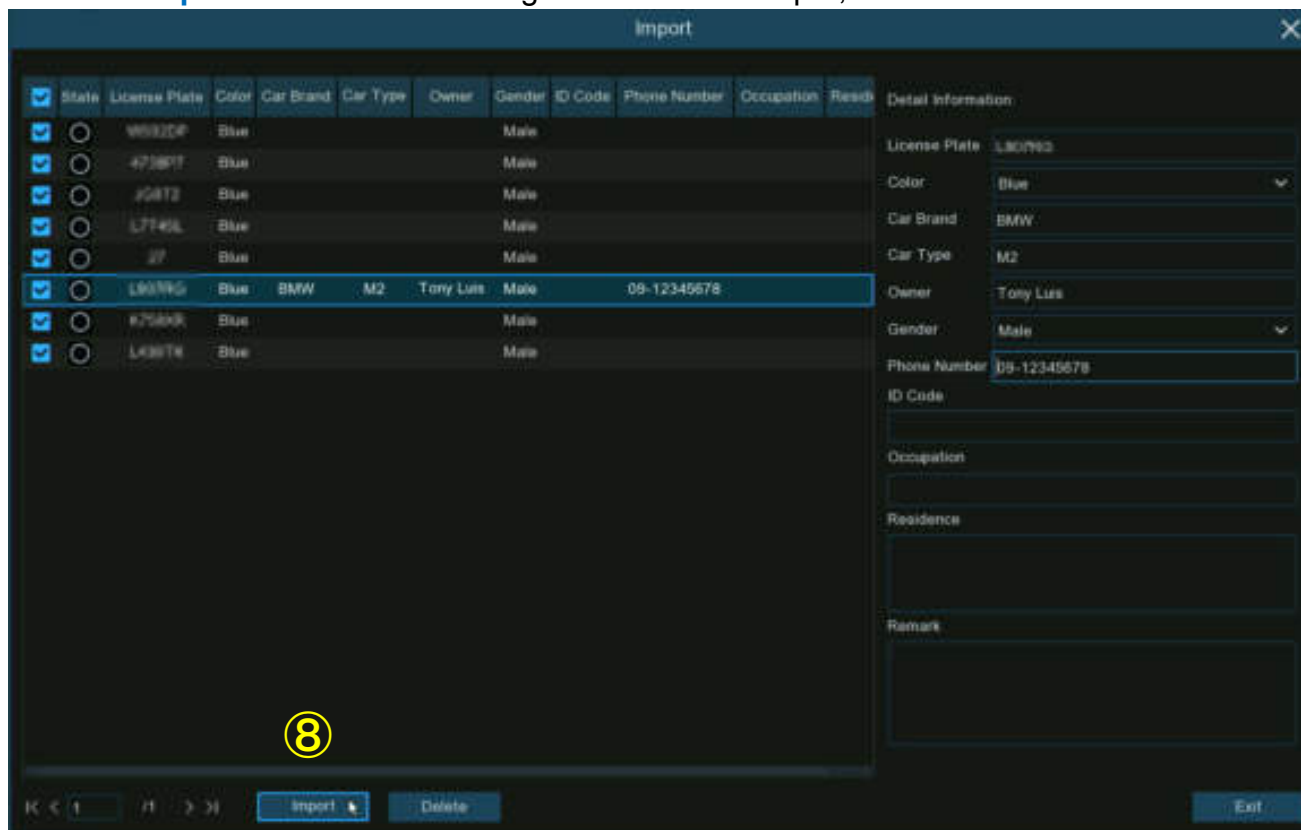 Import
State License Plate Color Car Brand Car Type Owner Gender ID Code Phone Number Occupation Resid
Blue Male
Blue Male
Blue Male
Blue Male
Blue Male
Blue BMW M2 Tony Luis Male 09-12345678
Blue Male
Blue Male
Detail Information
License Plate
Color Blue
Car Brand BMW
Car Type M2
Owner Tony Luis
Gender Male
Phone Number 09-12345678
ID Code
Occupation
Residence
Remark
⑧
1 /1 Import Delete Exit